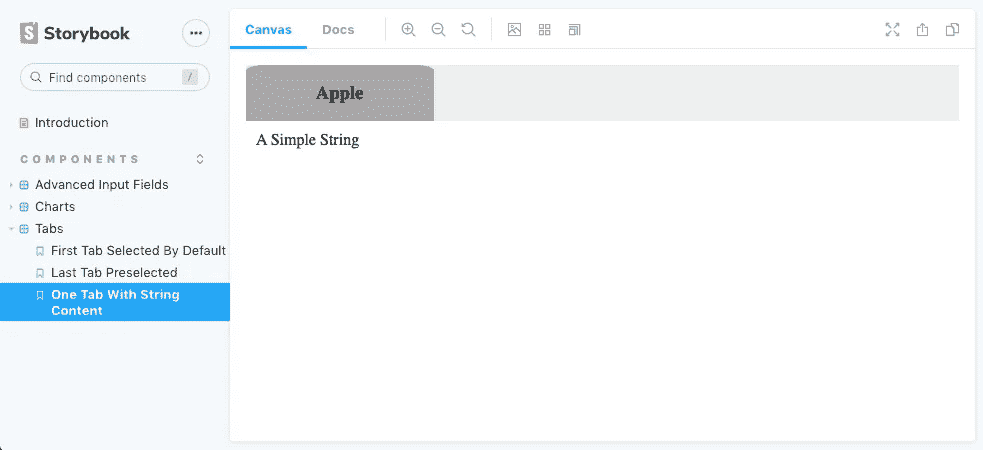 Storybook
Canvas
Docs
Find components
/
Introduction
COMPONENTS
Advanced Input Fields
Charts
Tabs
First Tab Selected By Default
Last Tab Preselected
One Tab With String
Content
Apple
A Simple String